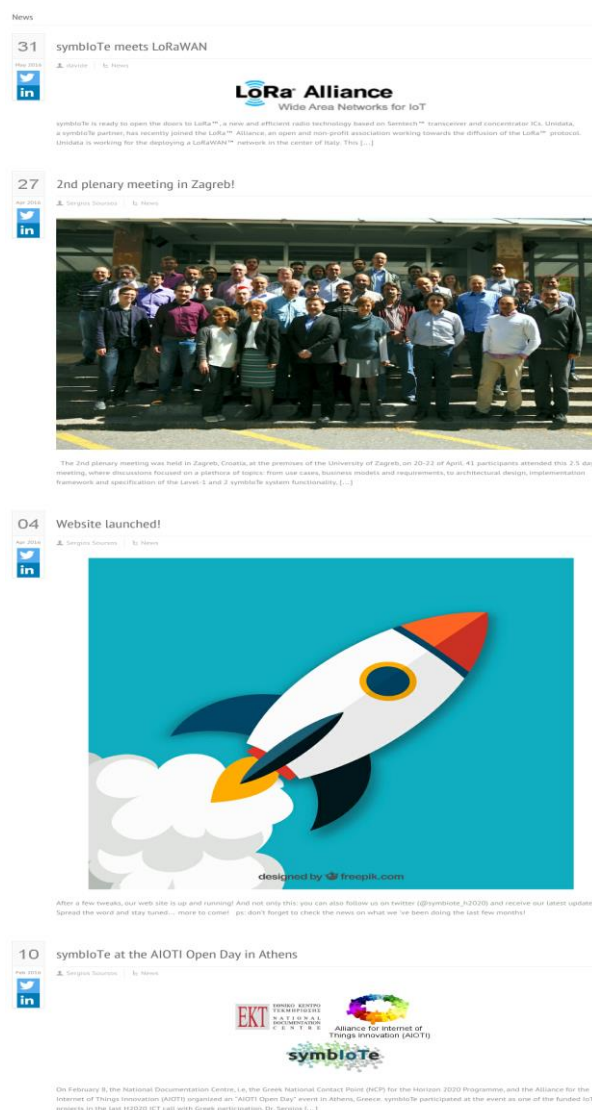 News
31
symbIoTe meets LoRaWAN
May 2016
News
in
LoRa Alliance
Wide Area Networks for IoT
symbIoTe is ready to open the doors to LoRa™, a new and efficient radio technology based on Semtech™ transceiver and concentrator ICs. Unidata,
a symbIoTe partner, has recently joined the LoRa™ Alliance, an open and non-profit association working towards the diffusion of the LoRa™ protocol.
Unidata is working for the deploying a LoRaWAN™ network in the center of Italy. This [...]
27
2nd plenary meeting in Zagreb!
Apr 2016
Sergios Soursos
News
in
The 2nd plenary meeting was held in Zagreb, Croatia, at the premises of the University of Zagreb, on 20-22 of April. 41 participants attended this 2.5 day
meeting, where discussions focused on a plethora of topics: from use cases, business models and requirements, to architectural design, implementation
framework and specification of the Level-1 and 2 symbIoTe system functionality, [...]
04
Website launched!
Apr 2016
Sergios Soursos
News
in
designed by freepik.com
After a few tweaks, our web site is up and running! And not only this: you can also follow us on twitter (@symbiote_h2020) and receive our latest update
Spread the word and stay tuned... more to come! ps: don't forget to check the news on what we 've been doing the last few months!
10
symbIoTe at the AIOTI Open Day in Athens
Feb 2016
Sergios Soursos
News
in
EKT
ΕΘΝΙΚΟ ΚΕΝΤΡΟ
ΤΕΚΜΗΡΙΩΣΗΣ
NATIONAL
DOCUMENTATION
CENTRE
Alliance for Internet of
Things Innovation (AIOTI)
symbIoTe
On February 8, the National Documentation Centre, i.e, the Greek National Contact Point (NCP) for the Horizon 2020 Programme, and the Alliance for the
Internet of Things Innovation (AIOTI) organized an "AIOTI Open Day" event in Athens, Greece. symbIoTe participated at the event as one of the funded IoT
projects in the last H2020 ICT call with Greek participation. Dr. Sergios [...]